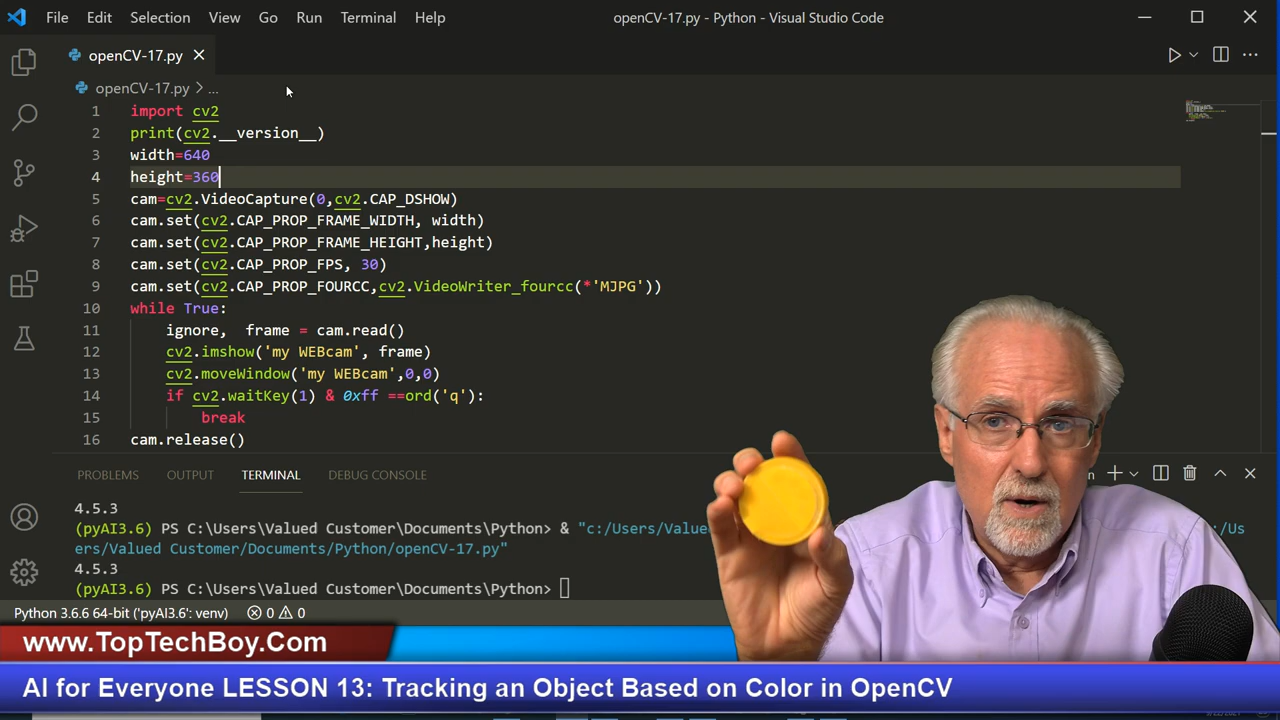 File Edit Selection View Go Run Terminal Help openCV-17.py - Python - Visual Studio Code
openCV-17.py
openCV-17.py > ...
1 import cv2
2 print(cv2.__version__)
3 width=640
4 height=360
5 cam=cv2.VideoCapture(0,cv2.CAP_DSHOW)
6 cam.set(cv2.CAP_PROP_FRAME_WIDTH, width)
7 cam.set(cv2.CAP_PROP_FRAME_HEIGHT,height)
8 cam.set(cv2.CAP_PROP_FPS, 30)
9 cam.set(cv2.CAP_PROP_FOURCC,cv2.VideoWriter_fourcc(*'MJPG'))
10 while True:
11 ignore,  frame = cam.read()
12 cv2.imshow('my WEBcam', frame)
13 cv2.moveWindow('my WEBcam',0,0)
14 if cv2.waitKey(1) & 0xff ==ord('q'):
15 break
16 cam.release()
PROBLEMS OUTPUT TERMINAL DEBUG CONSOLE
4.5.3
(pyAI3.6) PS C:\Users\Valued Customer\Documents\Python> & "c:/Users/Valued :/Us
ers/Valued Customer/Documents/Python/openCV-17.py"
4.5.3
(pyAI3.6) PS C:\Users\Valued Customer\Documents\Python>
Python 3.6.6 64-bit ('pyAI3.6': venv) 0 0
www.TopTechBoy.Com
AI for Everyone LESSON 13: Tracking an Object Based on Color in OpenCV